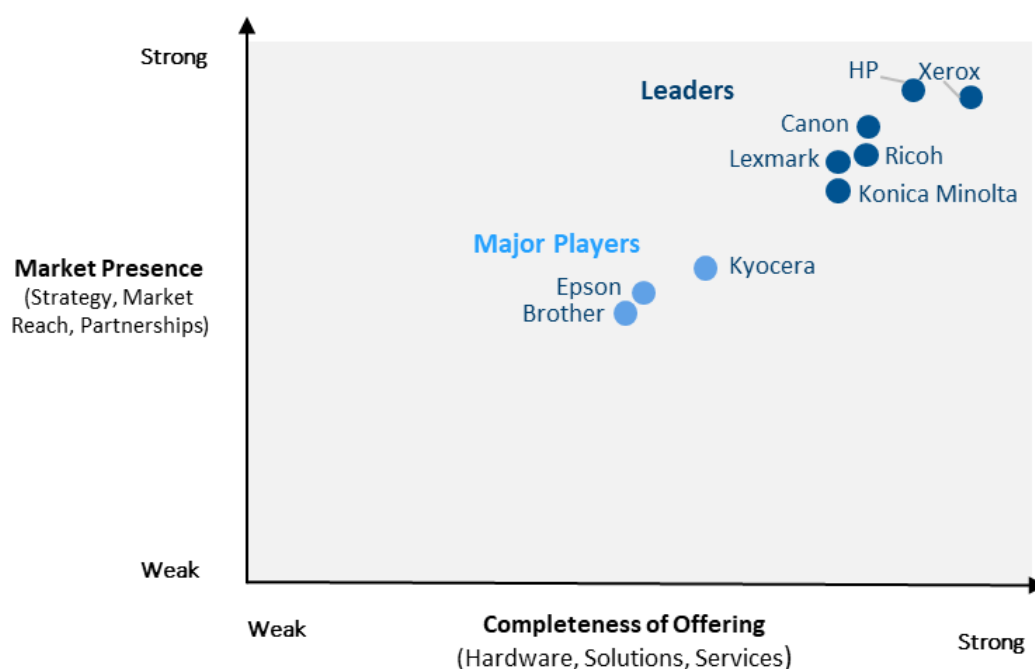 Strong
HP
Xerox
Leaders
Canon
Lexmark
Ricoh
Konica Minolta
Major Players
Kyocera
Epson
Brother
Market Presence
(Strategy, Market
Reach, Partnerships)
Weak
Weak
Completeness of Offering
(Hardware, Solutions, Services)
Strong